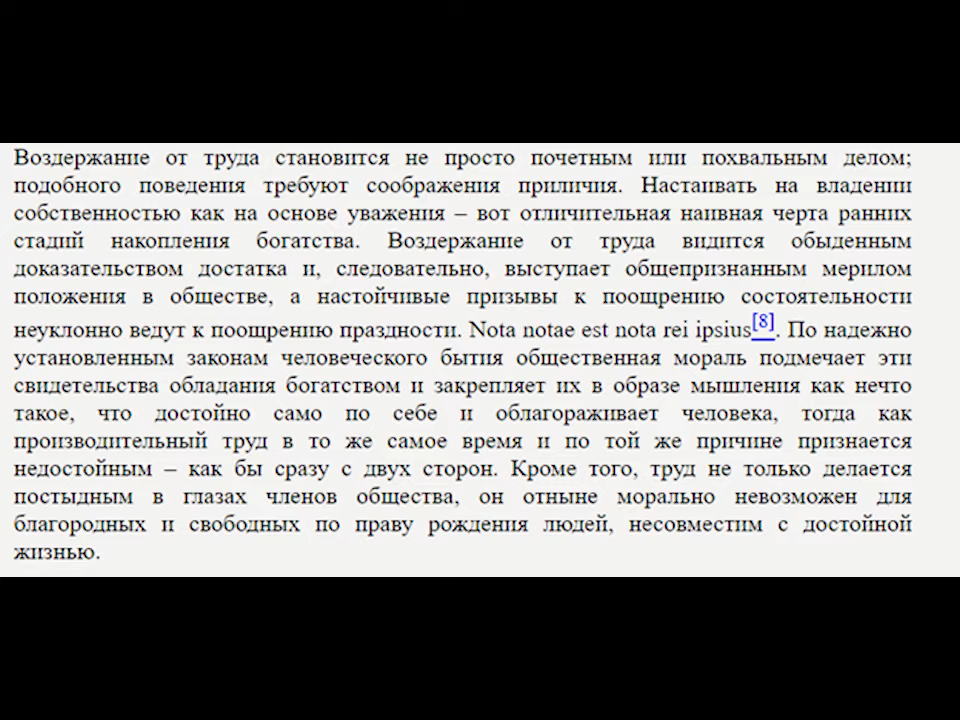 Воздержание от труда становится не просто почетным или похвальным делом;
подобного поведения требуют соображения приличия. Настаивать на владении
собственностью как на основе уважения – вот отличительная наивная черта ранних
стадий накопления богатства. Воздержание от труда видится обыденным
доказательством достатка и, следовательно, выступает общепризнанным мерилом
положения в обществе, а настойчивые призывы к поощрению состоятельности
неуклонно ведут к поощрению праздности. Nota notae est nota rei ipsius[8]. По надежно
установленным законам человеческого бытия общественная мораль подмечает эти
свидетельства обладания богатством и закрепляет их в образе мышления как нечто
такое, что достойно само по себе и облагораживает человека, тогда как
производительный труд в то же самое время и по той же причине признается
недостойным – как бы сразу с двух сторон. Кроме того, труд не только делается
постыдным в глазах членов общества, он отныне морально невозможен для
благородных и свободных по праву рождения людей, несовместим с достойной
жизнью.